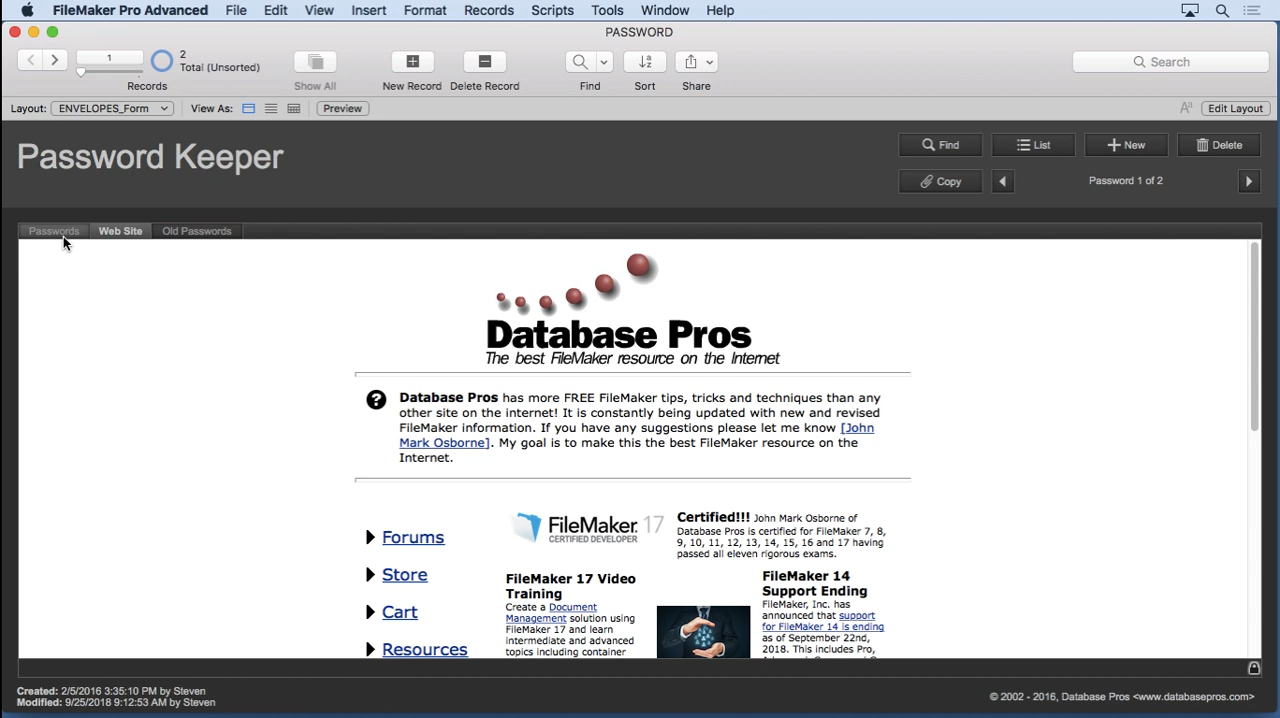 FileMaker Pro Advanced File Edit View Insert Format Records Scripts Tools Window Help
PASSWORD
1
2
Total (Unsorted)
Records
Show All
New Record
Delete Record
Find
Sort
Share
Search
Layout: ENVELOPES_Form View As: Preview
Aa Edit Layout
Password Keeper
Find
List
New
Delete
Copy
Password 1 of 2
Passwords Web Site Old Passwords
Database Pros
The best FileMaker resource on the Internet
Database Pros has more FREE FileMaker tips, tricks and techniques than any
other site on the internet! It is constantly being updated with new and revised
FileMaker information. If you have any suggestions please let me know [John
Mark Osborne]. My goal is to make this the best FileMaker resource on the
Internet.
Forums
Store
Cart
Resources
FileMaker 17
CERTIFIED DEVELOPER
FileMaker 17 Video
Training
Create a Document
Management solution using
FileMaker 17 and learn
intermediate and advanced
topics including container
Certified!!! John Mark Osborne of
Database Pros is certified for FileMaker 7, 8,
9, 10, 11, 12, 13, 14, 15, 16 and 17 having
passed all eleven rigorous exams.
FileMaker 14
Support Ending
FileMaker, Inc. has
announced that support
for FileMaker 14 is ending
as of September 22nd,
2018. This includes Pro,
Created: 2/5/2016 3:35:10 PM by Steven
Modified: 9/25/2018 9:12:53 AM by Steven
© 2002 - 2016, Database Pros <www.databasepros.com>